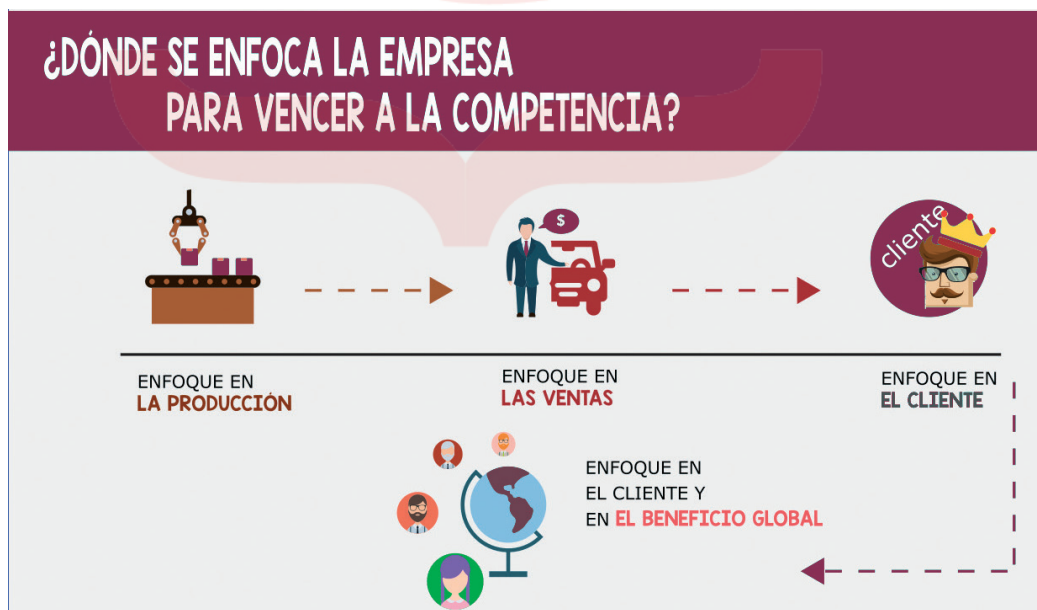 ¿DÓNDE SE ENFOCA LA EMPRESA
PARA VENCER A LA COMPETENCIA?
$
cliente
ENFOQUE EN
LA PRODUCCIÓN
ENFOQUE EN
LAS VENTAS
ENFOQUE EN
EL CLIENTE
ENFOQUE EN
EL CLIENTE Y
EN EL BENEFICIO GLOBAL